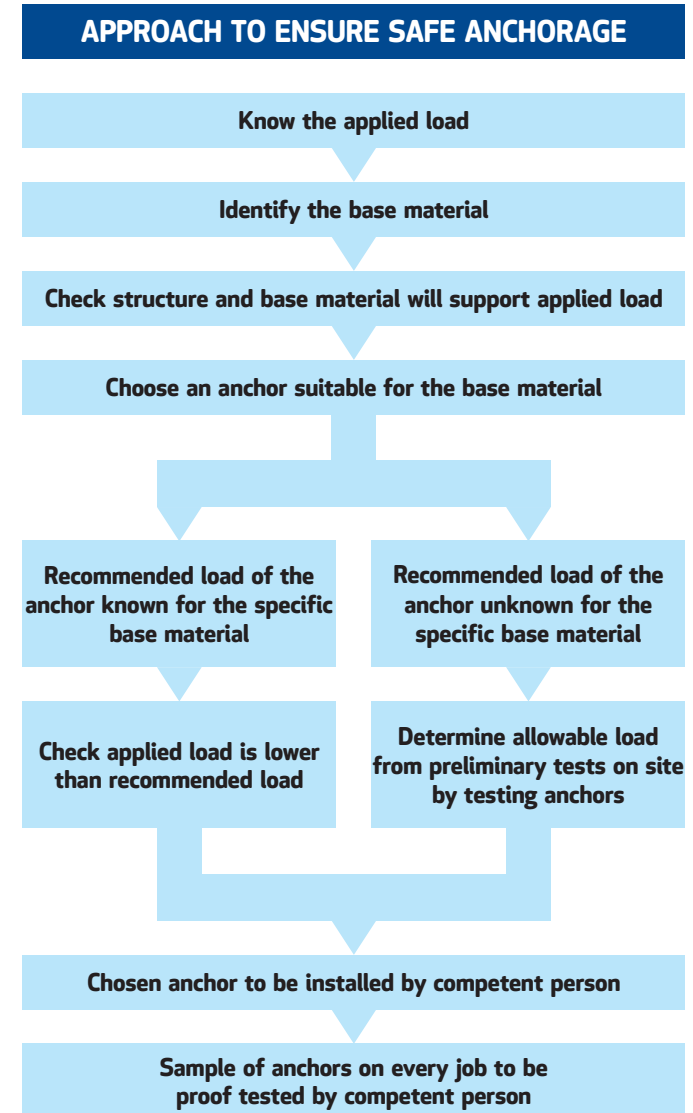 APPROACH TO ENSURE SAFE ANCHORAGE
Know the applied load
Identify the base material
Check structure and base material will support applied load
Choose an anchor suitable for the base material
Recommended load of the
anchor known for the specific
base material
Recommended load of the
anchor unknown for the
specific base material
Check applied load is lower
than recommended load
Determine allowable load
from preliminary tests on site
by testing anchors
Chosen anchor to be installed by competent person
Sample of anchors on every job to be
proof tested by competent person